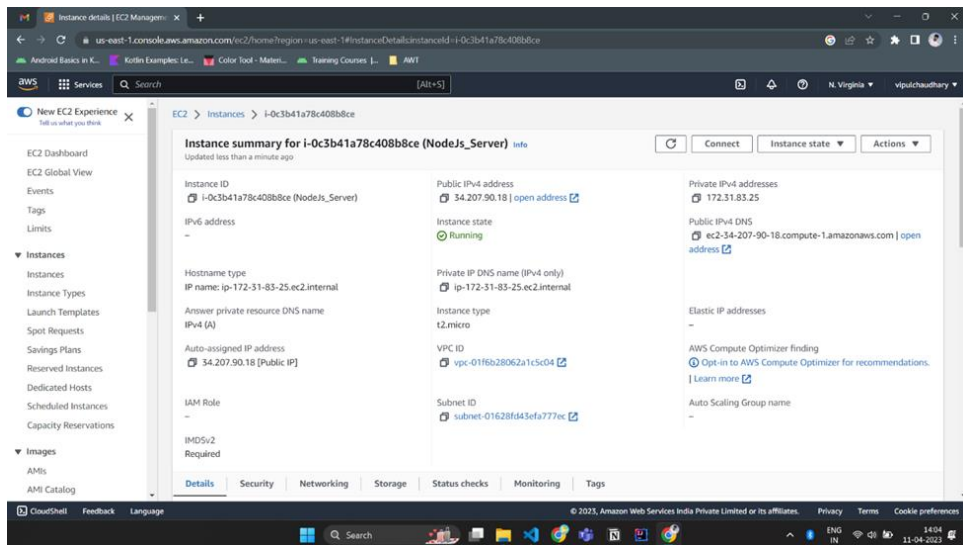 Instance details | EC2 Managem
us-east-1.console.aws.amazon.com/ec2/home?region=us-east-1#InstanceDetails:instanceId=i-0c3b41a78c408b8ce
Android Basics in K...
Kotlin Examples: Le...
Color Tool - Materi...
Training Courses |...
AWT
aws
Services
Search
[Alt+S]
N. Virginia
vipulchaudhary
New EC2 Experience
Tell us what you think
EC2 Dashboard
EC2 Global View
Events
Tags
Limits
Instances
Instances
Instance Types
Launch Templates
Spot Requests
Savings Plans
Reserved Instances
Dedicated Hosts
Scheduled Instances
Capacity Reservations
Images
AMIs
AMI Catalog
EC2 > Instances > i-0c3b41a78c408b8ce
Instance summary for i-0c3b41a78c408b8ce (NodeJs_Server) Info
Updated less than a minute ago
Connect
Instance state
Actions
Instance ID
i-0c3b41a78c408b8ce (NodeJs_Server)
Public IPv4 address
34.207.90.18 | open address
Private IPv4 addresses
172.31.83.25
IPv6 address
–
Instance state
Running
Public IPv4 DNS
ec2-34-207-90-18.compute-1.amazonaws.com | open
address
Hostname type
IP name: ip-172-31-83-25.ec2.internal
Private IP DNS name (IPv4 only)
ip-172-31-83-25.ec2.internal
Answer private resource DNS name
IPv4 (A)
Instance type
t2.micro
Elastic IP addresses
–
Auto-assigned IP address
34.207.90.18 [Public IP]
VPC ID
vpc-01f6b28062a1c5c04
AWS Compute Optimizer finding
Opt-in to AWS Compute Optimizer for recommendations.
| Learn more
IAM Role
–
Subnet ID
subnet-01628fd43efa777ec
Auto Scaling Group name
–
IMDSv2
Required
Details
Security
Networking
Storage
Status checks
Monitoring
Tags
CloudShell
Feedback
Language
© 2023, Amazon Web Services India Private Limited or its affiliates.
Privacy
Terms
Cookie preferences
Search
ENG
IN
14:04
11-04-2023